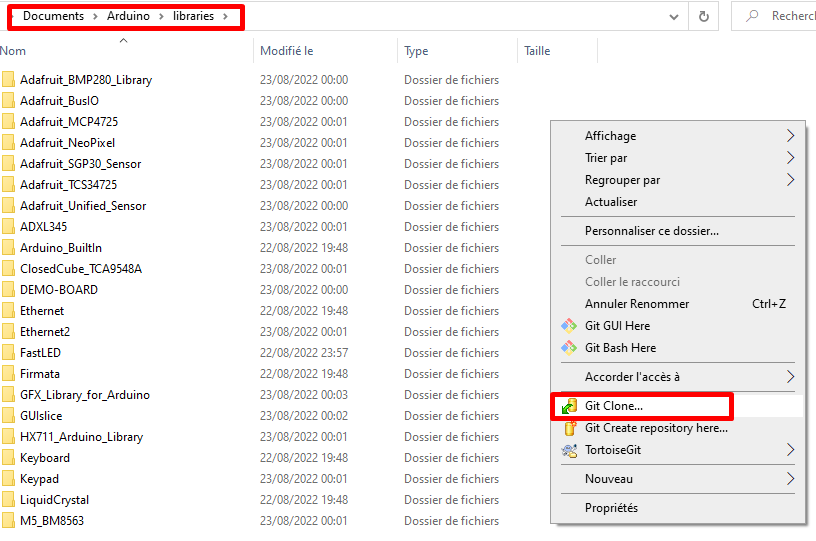 Documents > Arduino > libraries >
Recherch
Nom Modifié le Type Taille
Adafruit_BMP280_Library 23/08/2022 00:00 Dossier de fichiers
Adafruit_BusIO 23/08/2022 00:00 Dossier de fichiers
Adafruit_MCP4725 23/08/2022 00:01 Dossier de fichiers
Adafruit_NeoPixel 23/08/2022 00:01 Dossier de fichiers
Adafruit_SGP30_Sensor 23/08/2022 00:01 Dossier de fichiers
Adafruit_TCS34725 23/08/2022 00:01 Dossier de fichiers
Adafruit_Unified_Sensor 23/08/2022 00:00 Dossier de fichiers
ADXL345 23/08/2022 00:01 Dossier de fichiers
Arduino_BuiltIn 22/08/2022 19:48 Dossier de fichiers
ClosedCube_TCA9548A 23/08/2022 00:01 Dossier de fichiers
DEMO-BOARD 23/08/2022 00:01 Dossier de fichiers
Ethernet 22/08/2022 19:48 Dossier de fichiers
Ethernet2 23/08/2022 00:01 Dossier de fichiers
FastLED 22/08/2022 23:57 Dossier de fichiers
Firmata 22/08/2022 19:48 Dossier de fichiers
GFX_Library_for_Arduino 23/08/2022 00:03 Dossier de fichiers
GUIslice 23/08/2022 00:02 Dossier de fichiers
HX711_Arduino_Library 23/08/2022 00:01 Dossier de fichiers
Keyboard 22/08/2022 19:48 Dossier de fichiers
Keypad 23/08/2022 00:01 Dossier de fichiers
LiquidCrystal 22/08/2022 19:48 Dossier de fichiers
M5_BM8563 23/08/2022 00:01 Dossier de fichiers
Affichage
Trier par
Regrouper par
Actualiser
Personnaliser ce dossier...
Coller
Coller le raccourci
Annuler Renommer Ctrl+Z
Git GUI Here
Git Bash Here
Accorder l'accès à
Git Clone...
Git Create repository here...
TortoiseGit
Nouveau
Propriétés